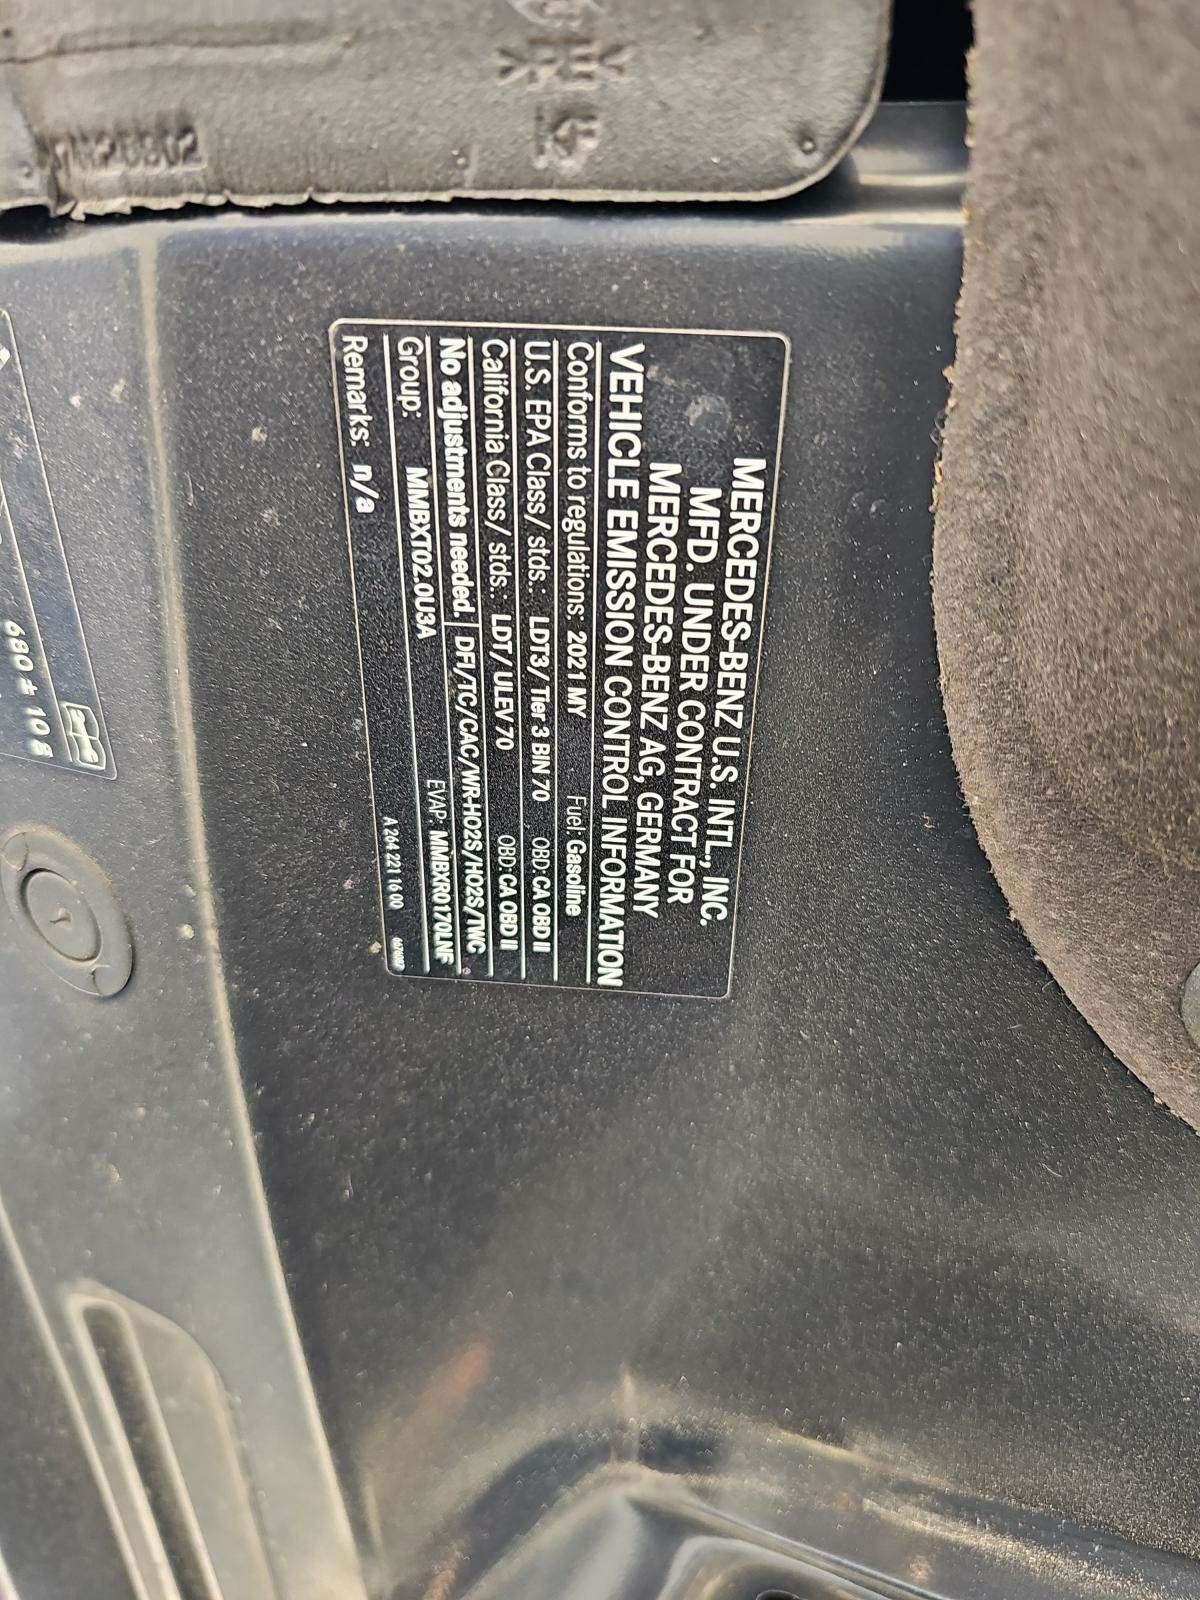 MERCEDES-BENZ U.S. INTL., INC.
MFD. UNDER CONTRACT FOR
MERCEDES-BENZ AG, GERMANY
VEHICLE EMISSION CONTROL INFORMATION
Conforms to regulations: 2021 MY Fuel: Gasoline
U.S. EPA Class/ stds.: LDT3/ Tier 3 BIN 70 OBD: CA OBD II
California Class/ stds.: LDT/ ULEV 70 OBD: CA OBD II
No adjustments needed. DFI/TC/CAC/WR-HO2S/HO2S/TWC
Group: MMBXT02.0U3A EVAP: MMBXR0170LNF
Remarks: n/a A 264 221 16 00
680 ± 10 g